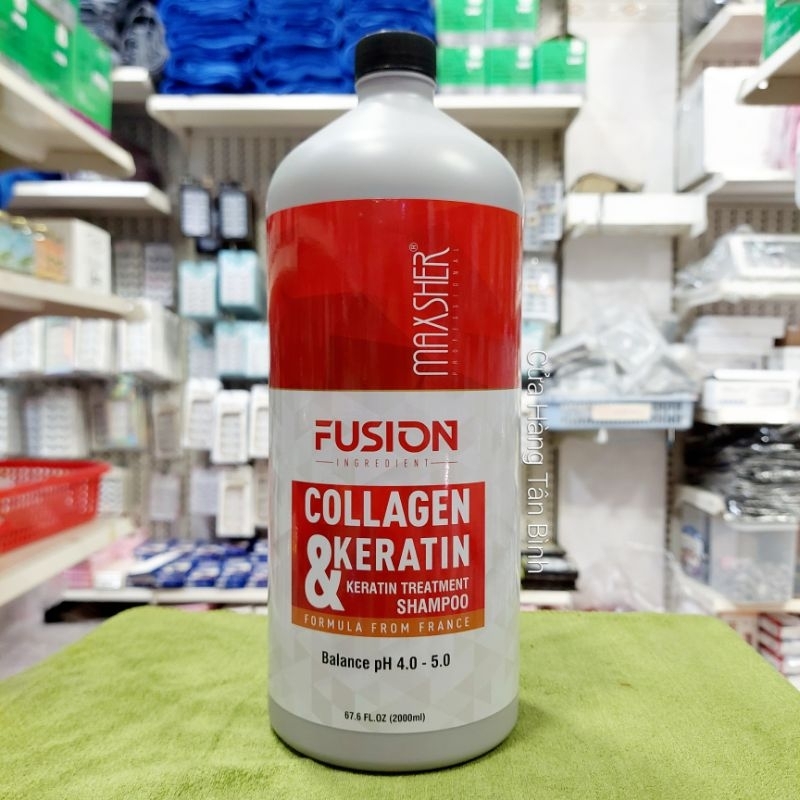 MAXSHER®
PROFESSIONAL
FUSION
INGREDIENT
COLLAGEN
& KERATIN
KERATIN TREATMENT
SHAMPOO
FORMULA FROM FRANCE
Balance pH 4.0 - 5.0
67.6 FL.OZ (2000ml)
Cửa Hàng Tân Bình